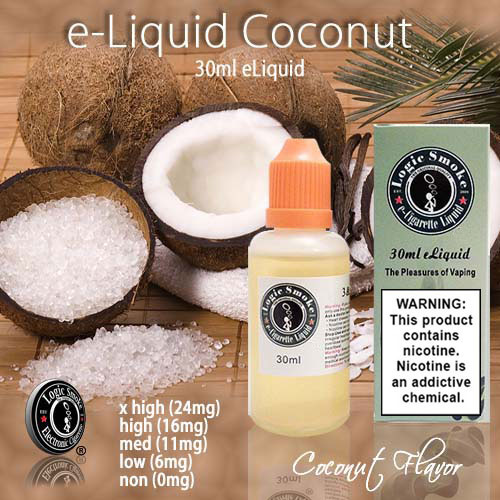 e-Liquid Coconut
30ml eLiquid
Logic Smoke
e-Cigarette Liquid
30ml eLiquid
The Pleasures of Vaping
WARNING:
This product
contains
nicotine.
Nicotine is
an addictive
chemical.
Logic Smoke
e-Cigarette Liquid
30ml
Logic Smoke
Electronic Cigarettes
®
x high (24mg)
high (16mg)
med (11mg)
low (6mg)
non (0mg)
Coconut Flavor